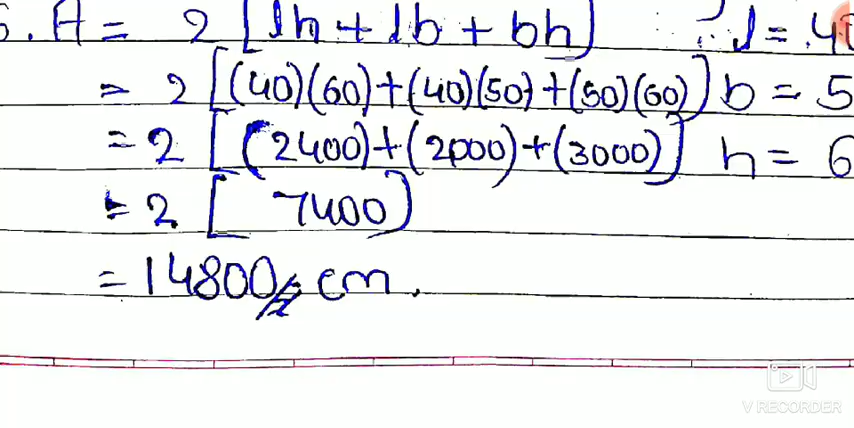 S.A = 2 [lh + lb + bh] ∵ l = 40
= 2 [(40)(60)+(40)(50)+(50)(60)] b = 5
= 2 [(2400)+(2000)+(3000)] h = 6
= 2 [7400]
= 14800 cm.
V RECORDER